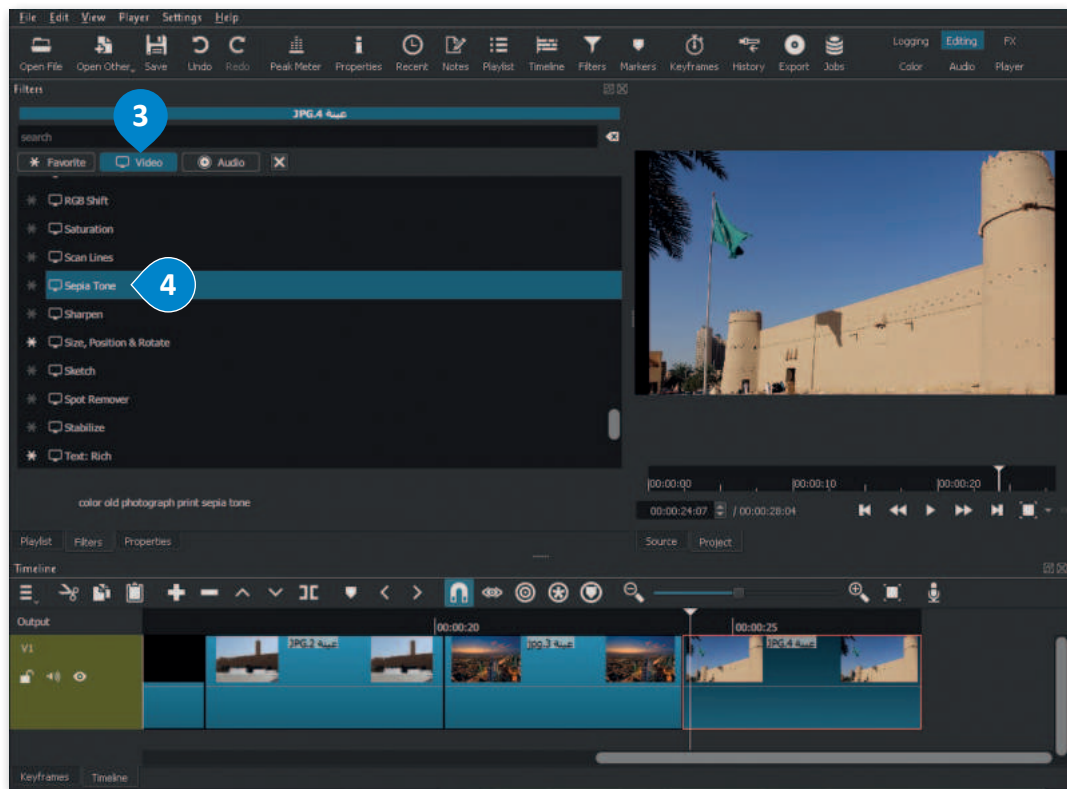 File Edit View Player Settings Help
Open File Open Other... Save Undo Redo Peak Meter Properties Recent Notes Playlist Timeline Filters Markers Keyframes History Export Jobs
Logging Editing FX
Color Audio Player
Filters
عينة 4.JPG
3
search
Favorite Video Audio
RGB Shift
Saturation
Scan Lines
Sepia Tone
4
Sharpen
Size, Position & Rotate
Sketch
Spot Remover
Stabilize
Text: Rich
color old photograph print sepia tone
00:00:00 00:00:10 00:00:20
00:00:24:07 / 00:00:28:04
Playlist Filters Properties
Source Project
Timeline
Output
00:00:20 00:00:25
V1
عينة 2.JPG
عينة 3.jpg
عينة 4.JPG
Keyframes Timeline